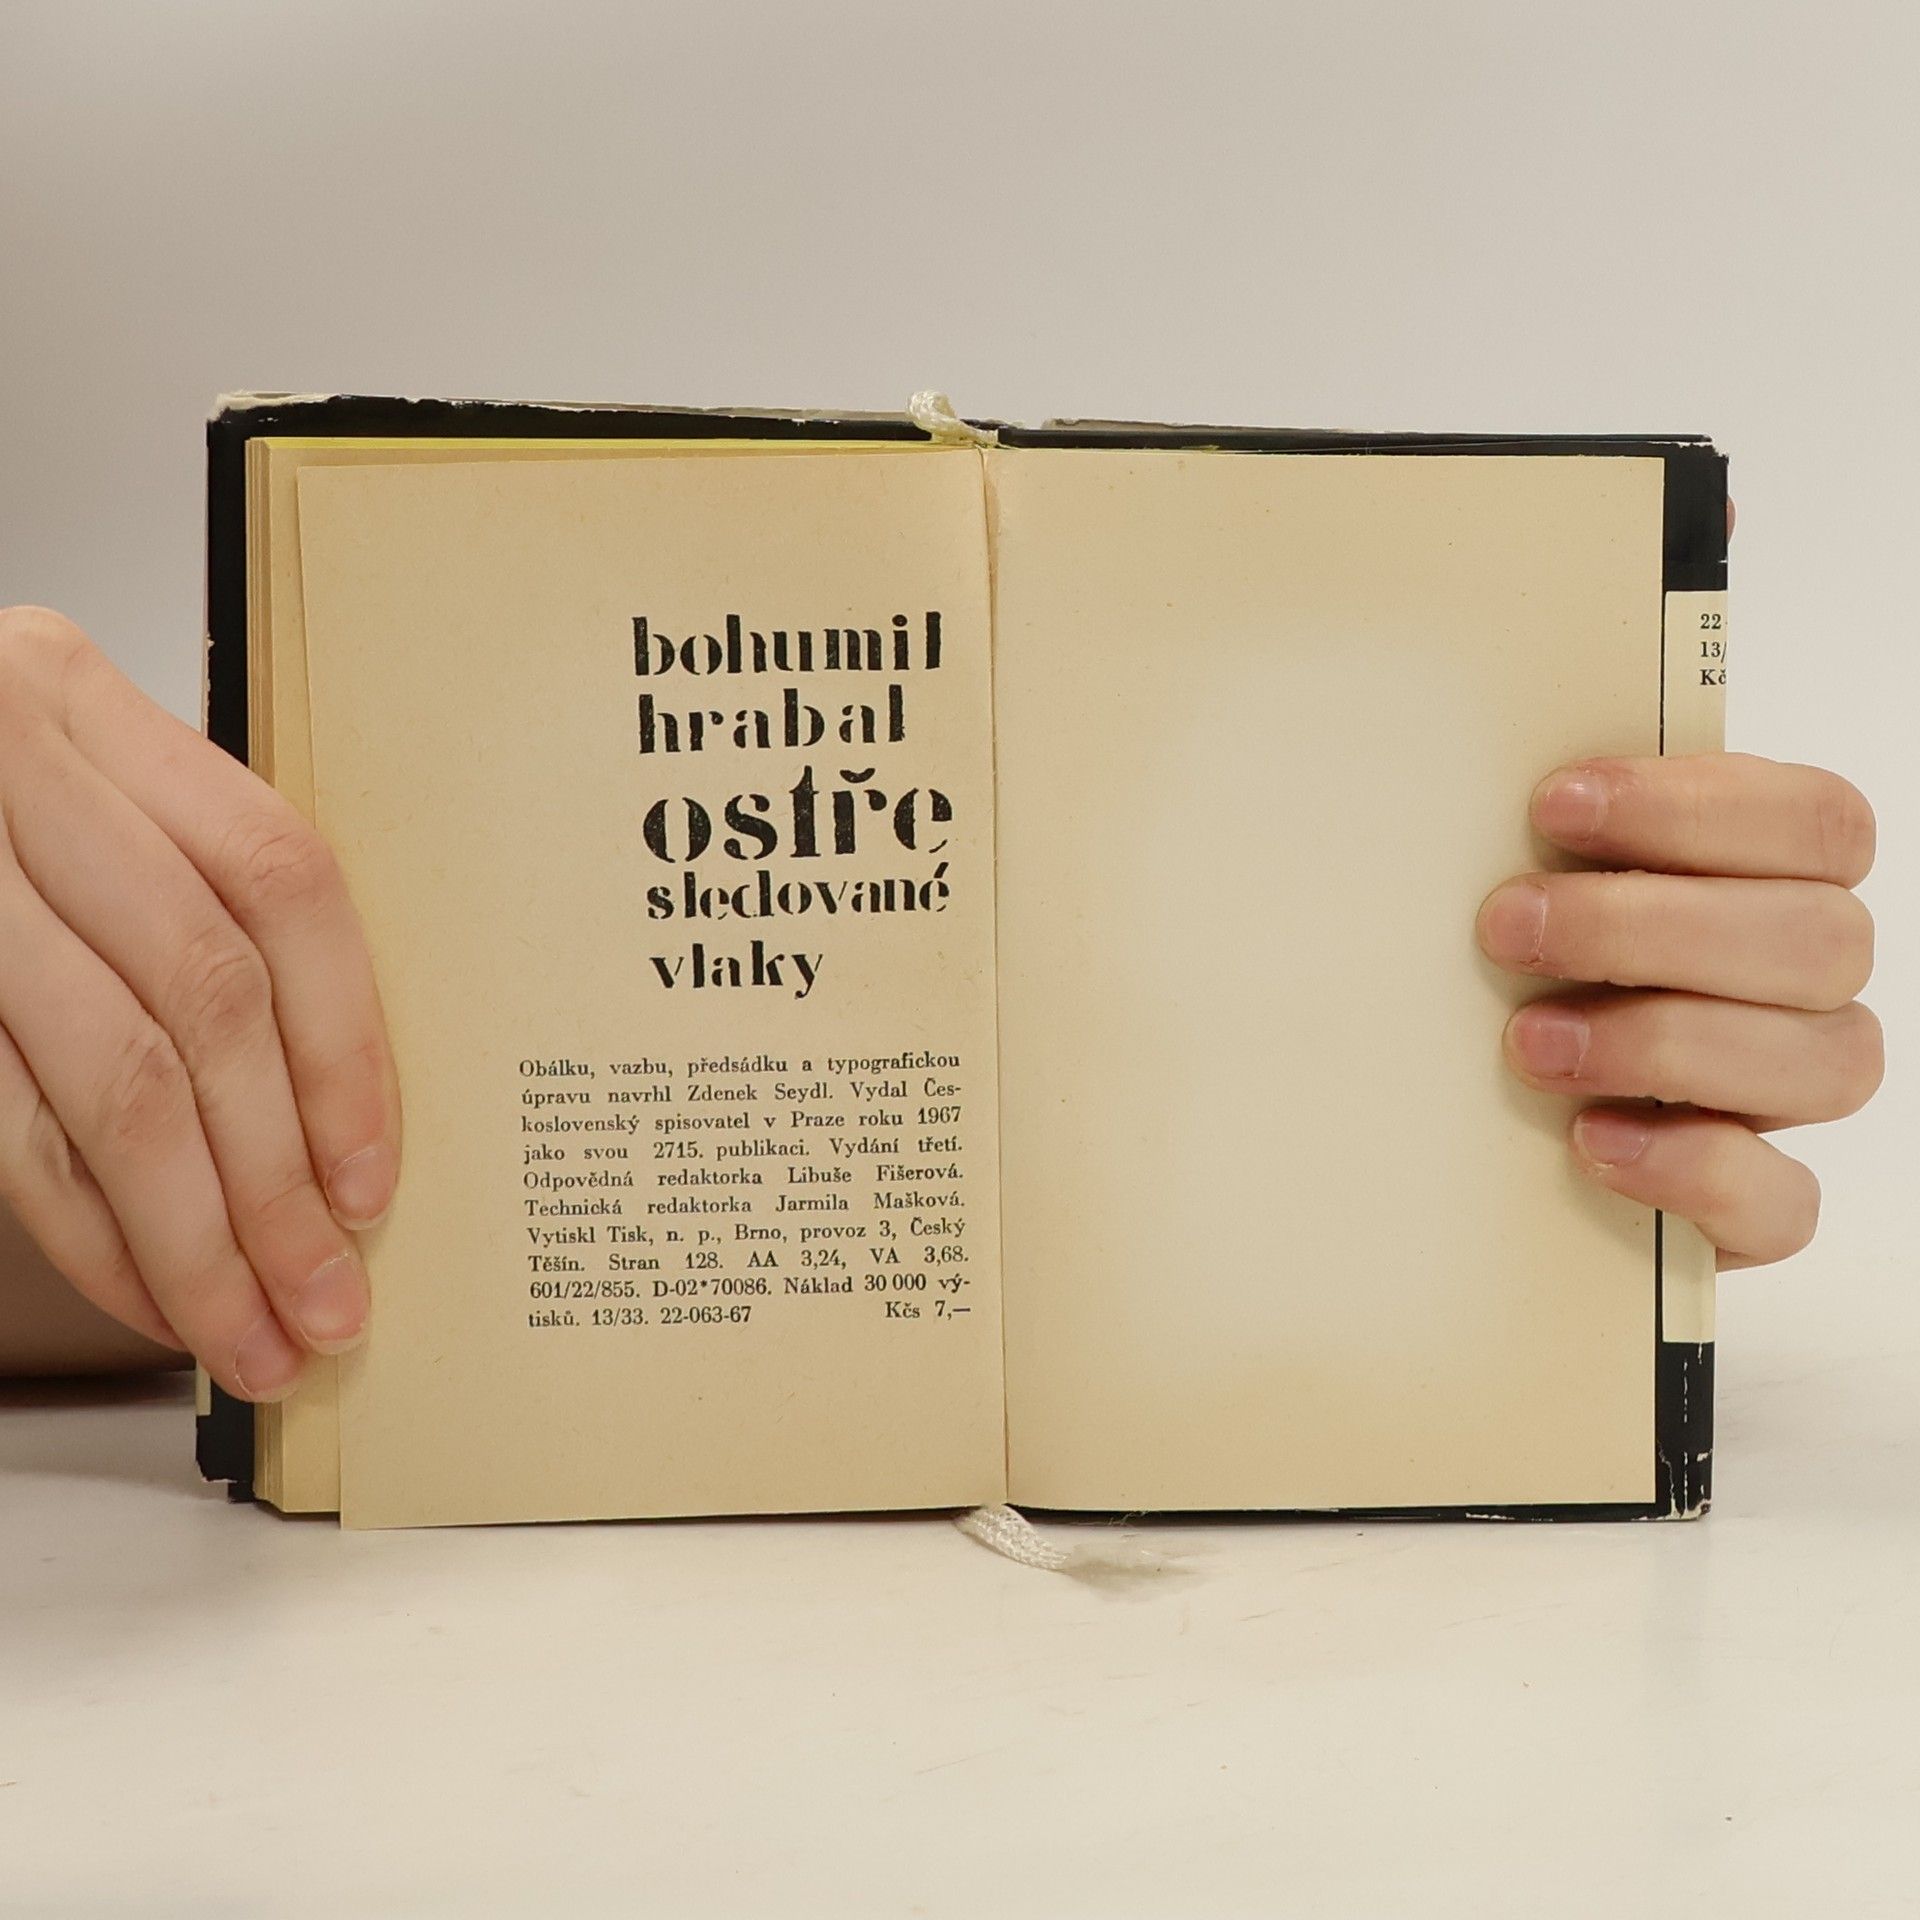 bohumil
hrabal
ostře
sledované
vlaky
Obálku, vazbu, předsádku a typografickou
úpravu navrhl Zdenek Seydl. Vydal Čes-
koslovenský spisovatel v Praze roku 1967
jako svou 2715. publikaci. Vydání třetí.
Odpovědná redaktorka Libuše Fišerová.
Technická redaktorka Jarmila Mašková.
Vytiskl Tisk, n. p., Brno, provoz 3, Český
Těšín. Stran 128. AA 3,24, VA 3,68.
601/22/855. D-02*70086. Náklad 30 000 vý-
tisků. 13/33. 22-063-67 Kčs 7,—
22
13/
Kč